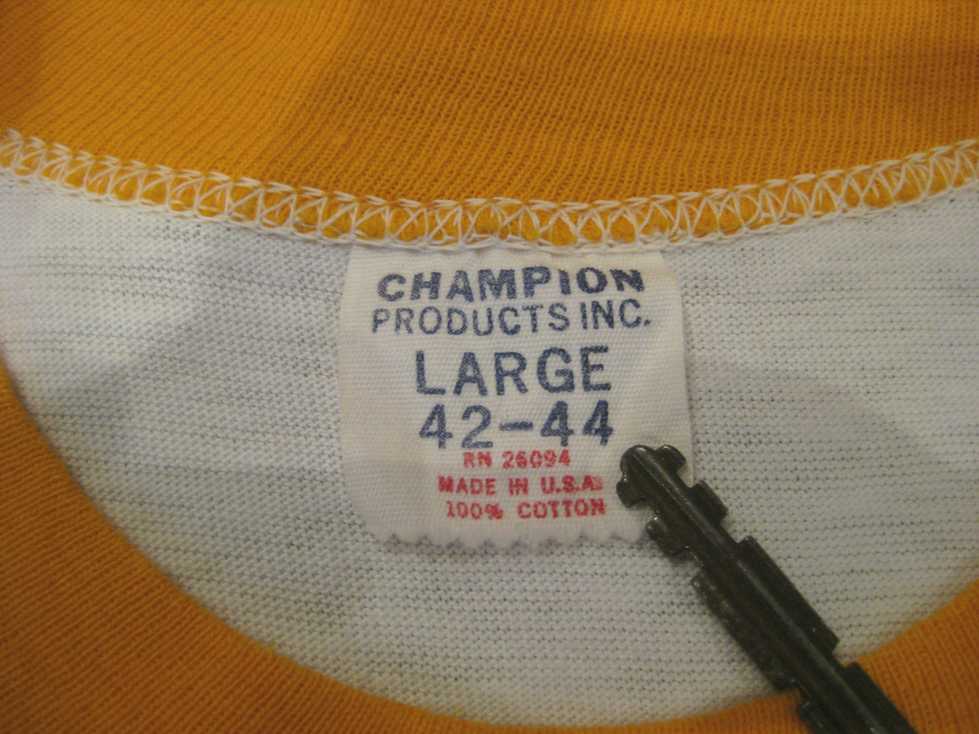 CHAMPION
PRODUCTS INC.
LARGE
42-44
RN 26094
MADE IN U.S.A.
100% COTTON